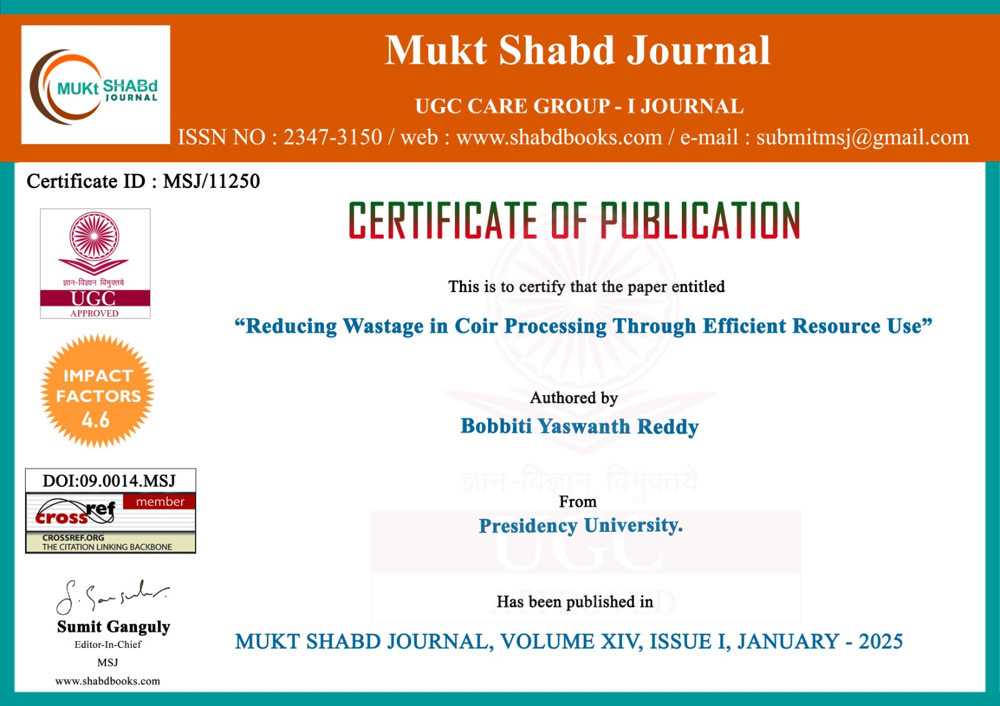 MUKt SHABd
JOURNAL
Mukt Shabd Journal
UGC CARE GROUP - I JOURNAL
ISSN NO : 2347-3150 / web : www.shabdbooks.com / e-mail : submitmsj@gmail.com
Certificate ID : MSJ/11250
ज्ञान-विज्ञान विमुक्तये
UGC
APPROVED
IMPACT
FACTORS
4.6
DOI:09.0014.MSJ
crossref member
CROSSREF.ORG
THE CITATION LINKING BACKBONE
Sumit Ganguly
Editor-In-Chief
MSJ
www.shabdbooks.com
CERTIFICATE OF PUBLICATION
This is to certify that the paper entitled
“Reducing Wastage in Coir Processing Through Efficient Resource Use”
Authored by
Bobbiti Yaswanth Reddy
ज्ञान-विज्ञान विमुक्तये
From
Presidency University.
UGC
APPROVED
Has been published in
MUKT SHABD JOURNAL, VOLUME XIV, ISSUE I, JANUARY - 2025